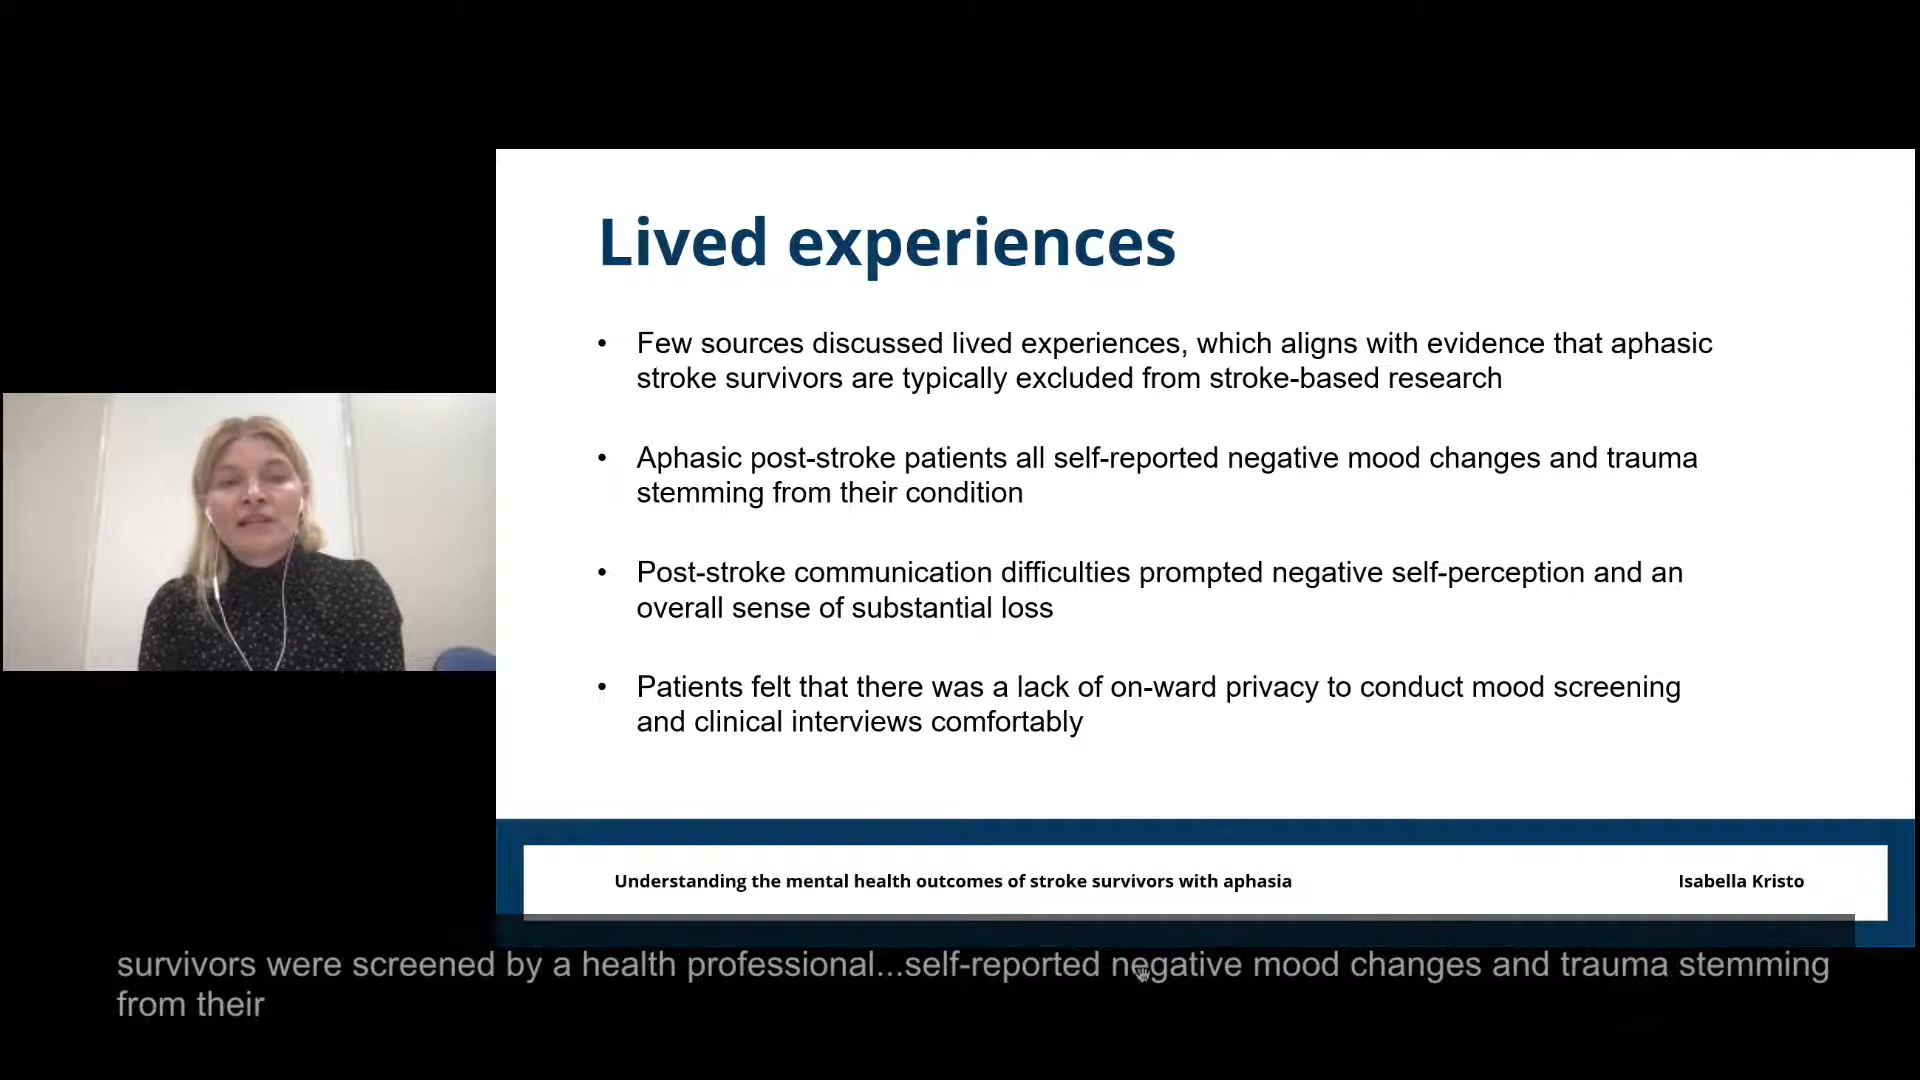 Lived experiences
• Few sources discussed lived experiences, which aligns with evidence that aphasic
stroke survivors are typically excluded from stroke-based research
• Aphasic post-stroke patients all self-reported negative mood changes and trauma
stemming from their condition
• Post-stroke communication difficulties prompted negative self-perception and an
overall sense of substantial loss
• Patients felt that there was a lack of on-ward privacy to conduct mood screening
and clinical interviews comfortably
Understanding the mental health outcomes of stroke survivors with aphasia
Isabella Kristo
survivors were screened by a health professional...self-reported negative mood changes and trauma stemming
from their